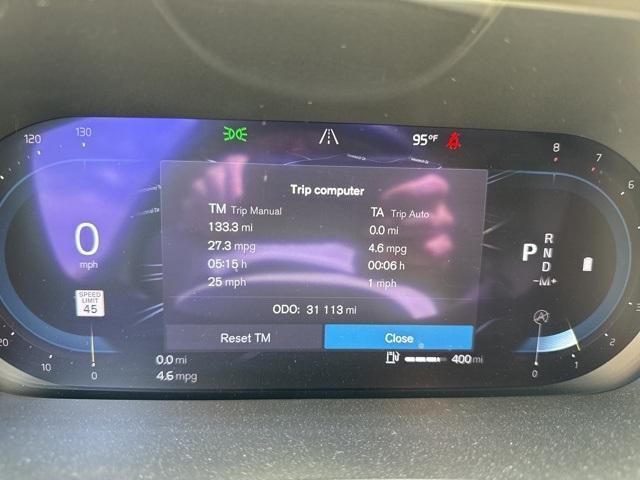 120
130
95°F
8
7
6
Trip computer
TM Trip Manual
TA Trip Auto
133.3 mi
0.0 mi
27.3 mpg
4.6 mpg
05:15 h
00:06 h
25 mph
1 mph
ODO: 31 113 mi
Reset TM
Close
0
mph
SPEED
LIMIT
45
P
R
N
D
-M+
20
10
0
0.0 mi
4.6 mpg
400 mi
0
1
2